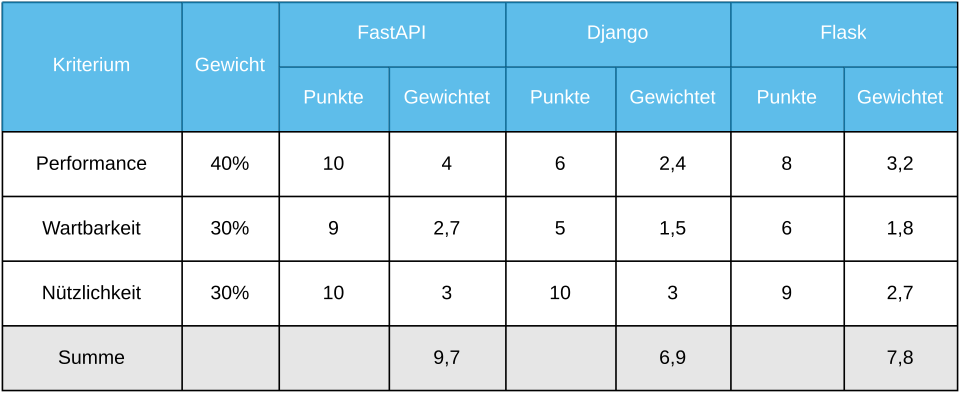 Kriterium Gewicht FastAPI Django Flask
Punkte Gewichtet Punkte Gewichtet Punkte Gewichtet
Performance 40% 10 4 6 2,4 8 3,2
Wartbarkeit 30% 9 2,7 5 1,5 6 1,8
Nützlichkeit 30% 10 3 10 3 9 2,7
Summe 9,7 6,9 7,8